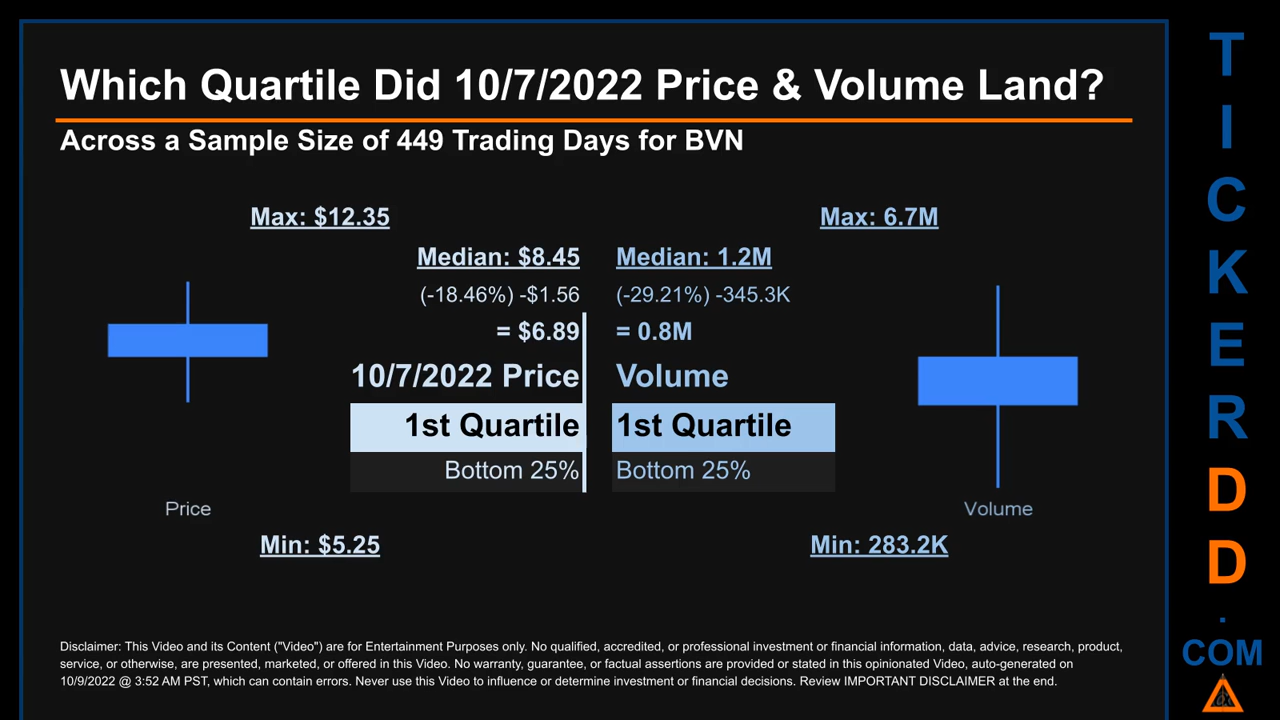 Which Quartile Did 10/7/2022 Price & Volume Land?
Across a Sample Size of 449 Trading Days for BVN
Max: $12.35
Max: 6.7M
Median: $8.45
Median: 1.2M
(-18.46%) -$1.56
(-29.21%) -345.3K
= $6.89
= 0.8M
10/7/2022 Price
Volume
1st Quartile
1st Quartile
Bottom 25%
Bottom 25%
Price
Volume
Min: $5.25
Min: 283.2K
Disclaimer: This Video and its Content ("Video") are for Entertainment Purposes only. No qualified, accredited, or professional investment or financial information, data, advice, research, product,
service, or otherwise, are presented, marketed, or offered in this Video. No warranty, guarantee, or factual assertions are provided or stated in this opinionated Video, auto-generated on
10/9/2022 @ 3:52 AM PST, which can contain errors. Never use this Video to influence or determine investment or financial decisions. Review IMPORTANT DISCLAIMER at the end.
T
I
C
K
E
R
D
D
.
COM